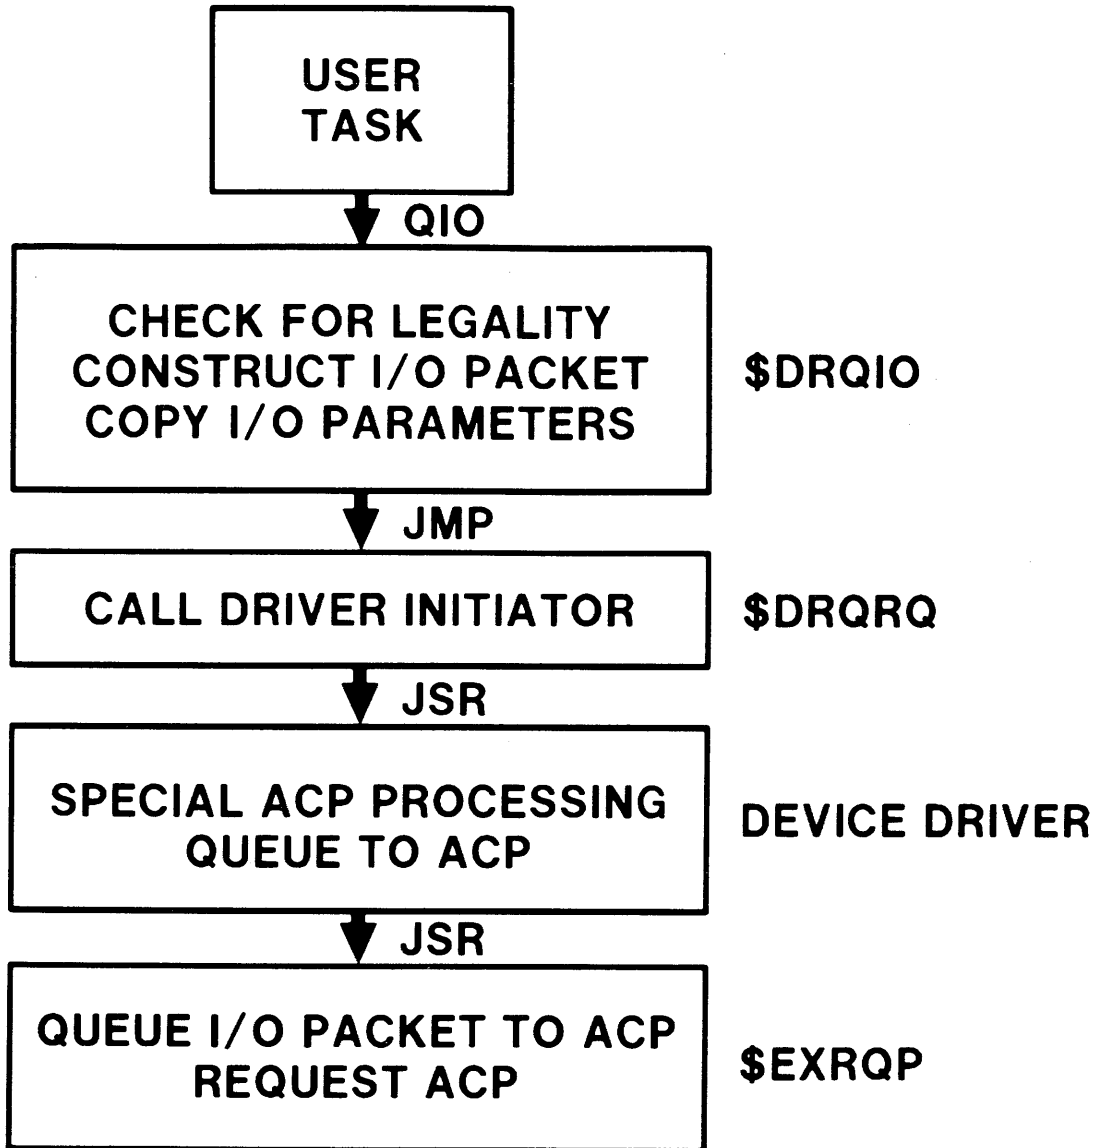 USER
TASK
QIO
CHECK FOR LEGALITY
CONSTRUCT I/O PACKET
COPY I/O PARAMETERS
$DRQIO
JMP
CALL DRIVER INITIATOR
$DRQRQ
JSR
SPECIAL ACP PROCESSING
QUEUE TO ACP
DEVICE DRIVER
JSR
QUEUE I/O PACKET TO ACP
REQUEST ACP
$EXRQP